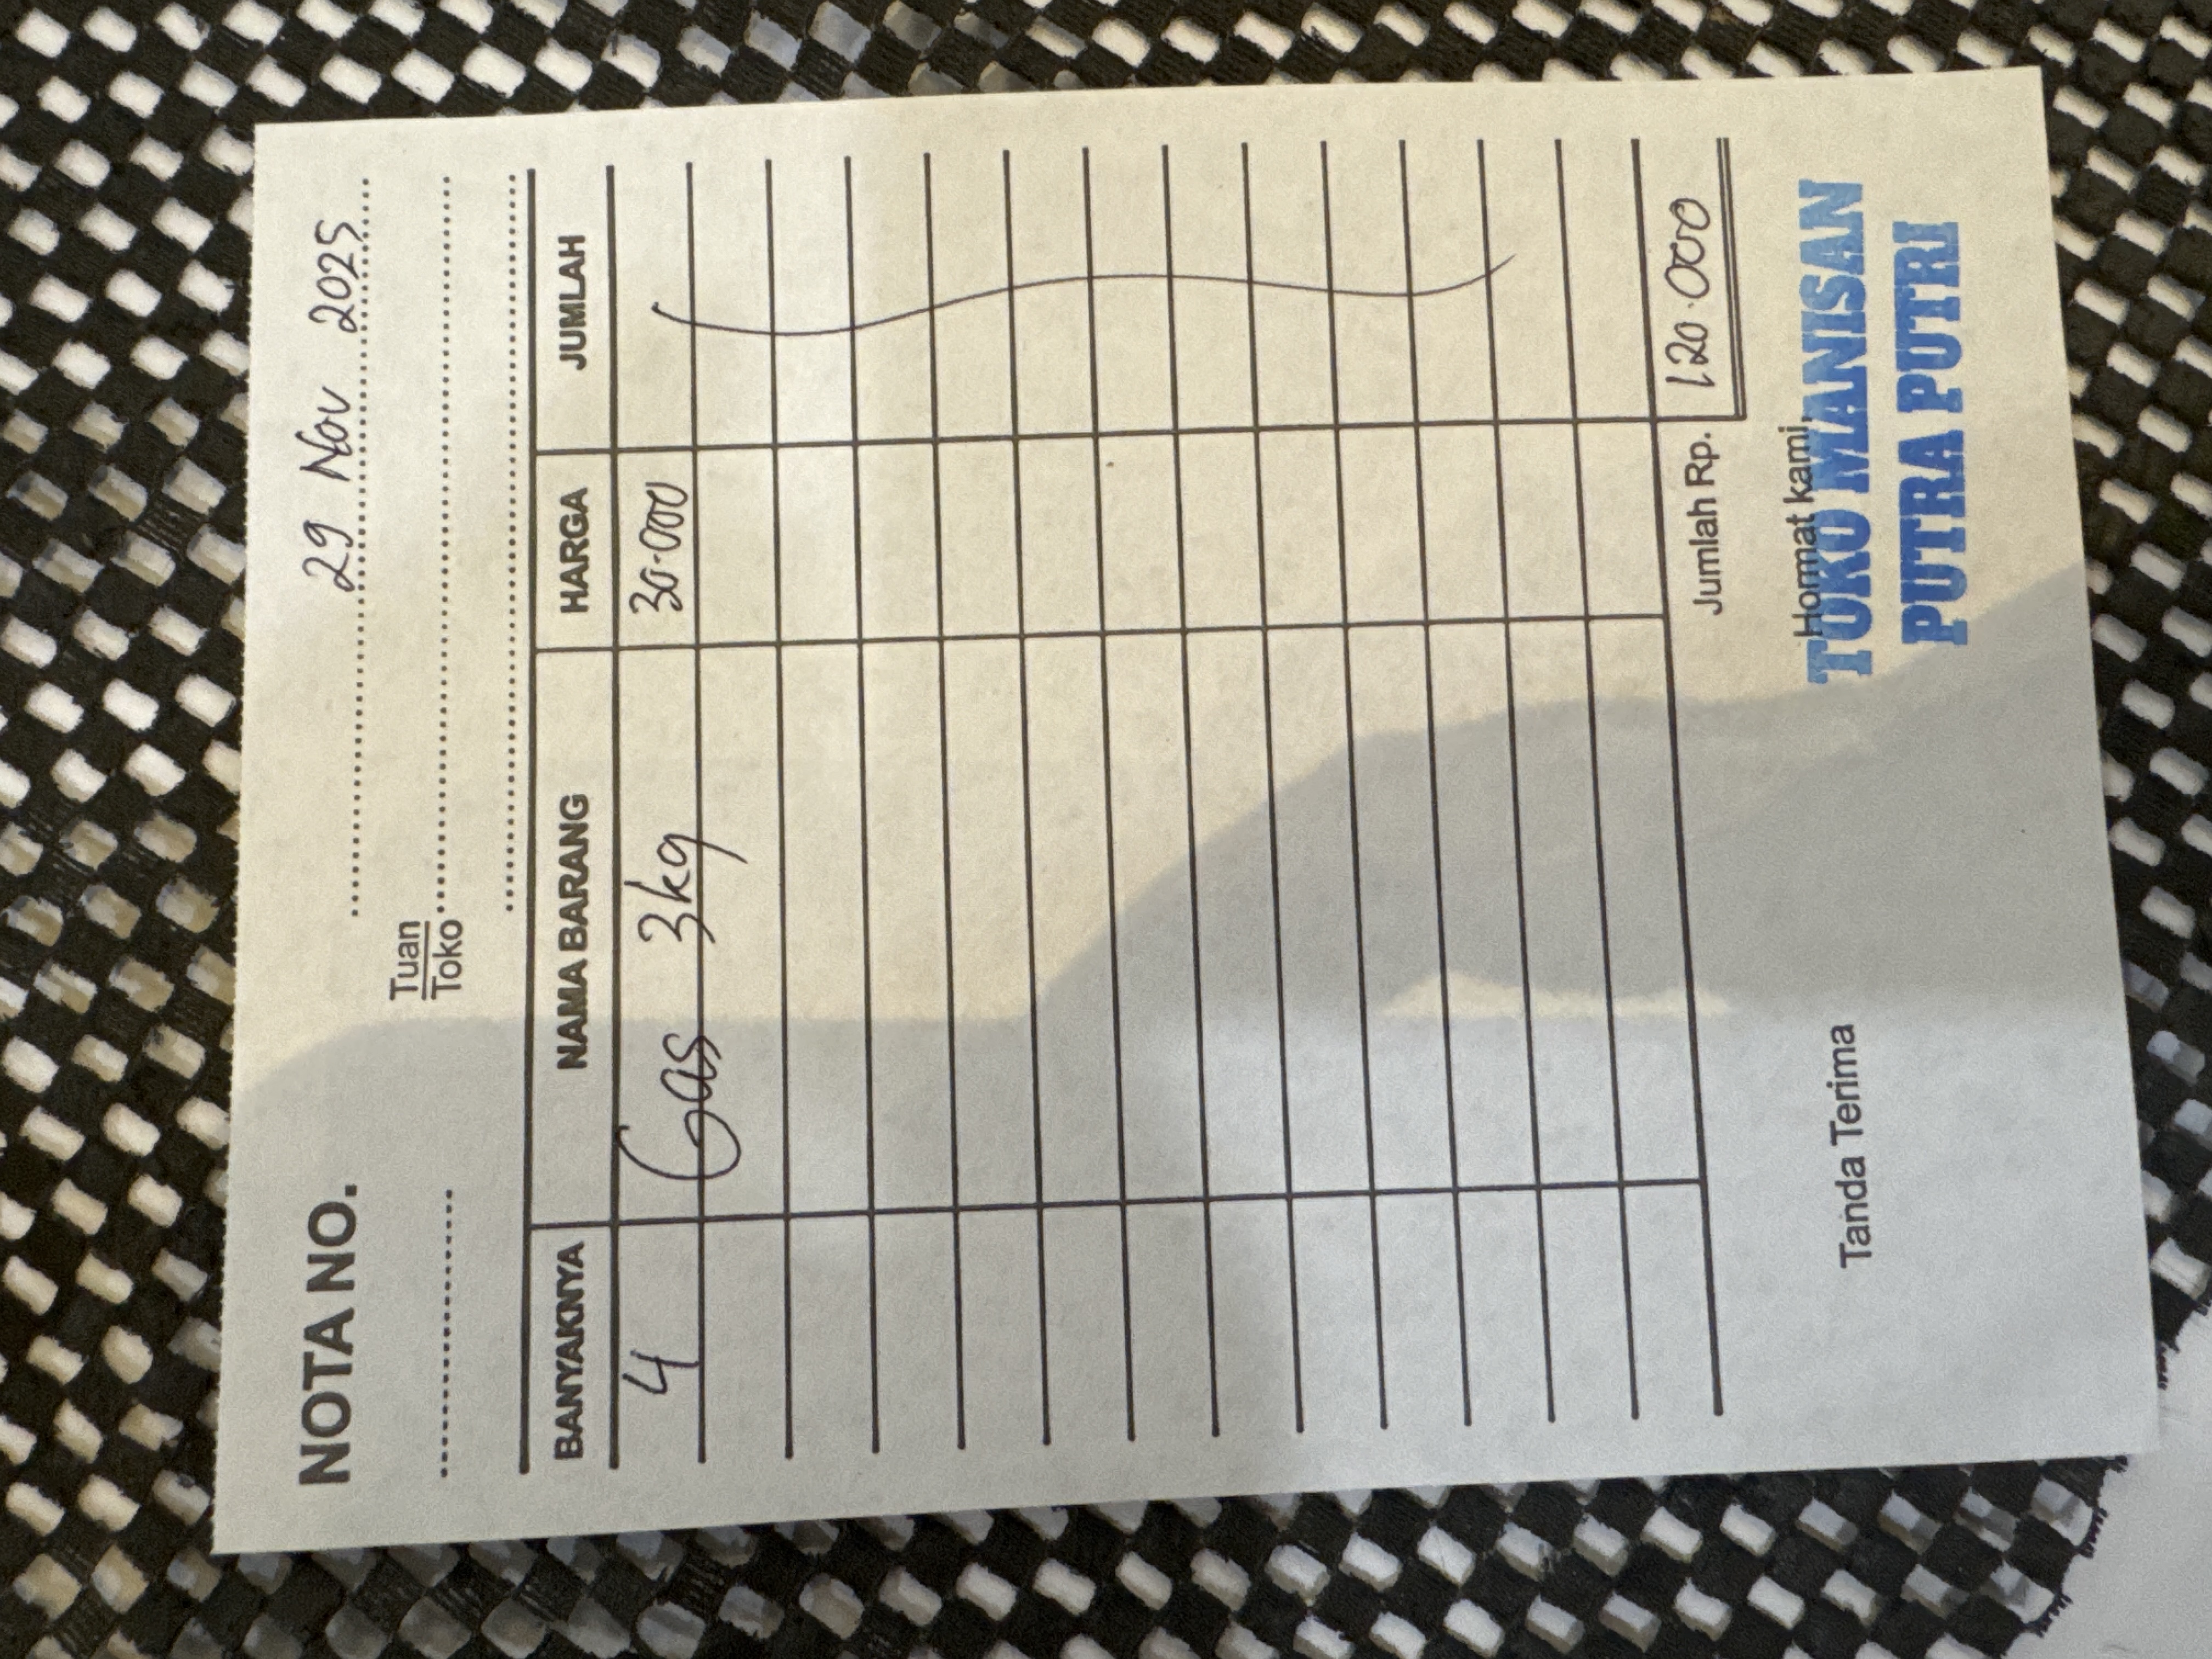 29 Nov 2025
NOTA NO.
Tuan
Toko
BANYAKNYA NAMA BARANG HARGA JUMLAH
4 Gas 3kg 30.000
Jumlah Rp. 120.000
Tanda Terima Hormat kami,
TOKO MANISAN
PUTRA PUTRI